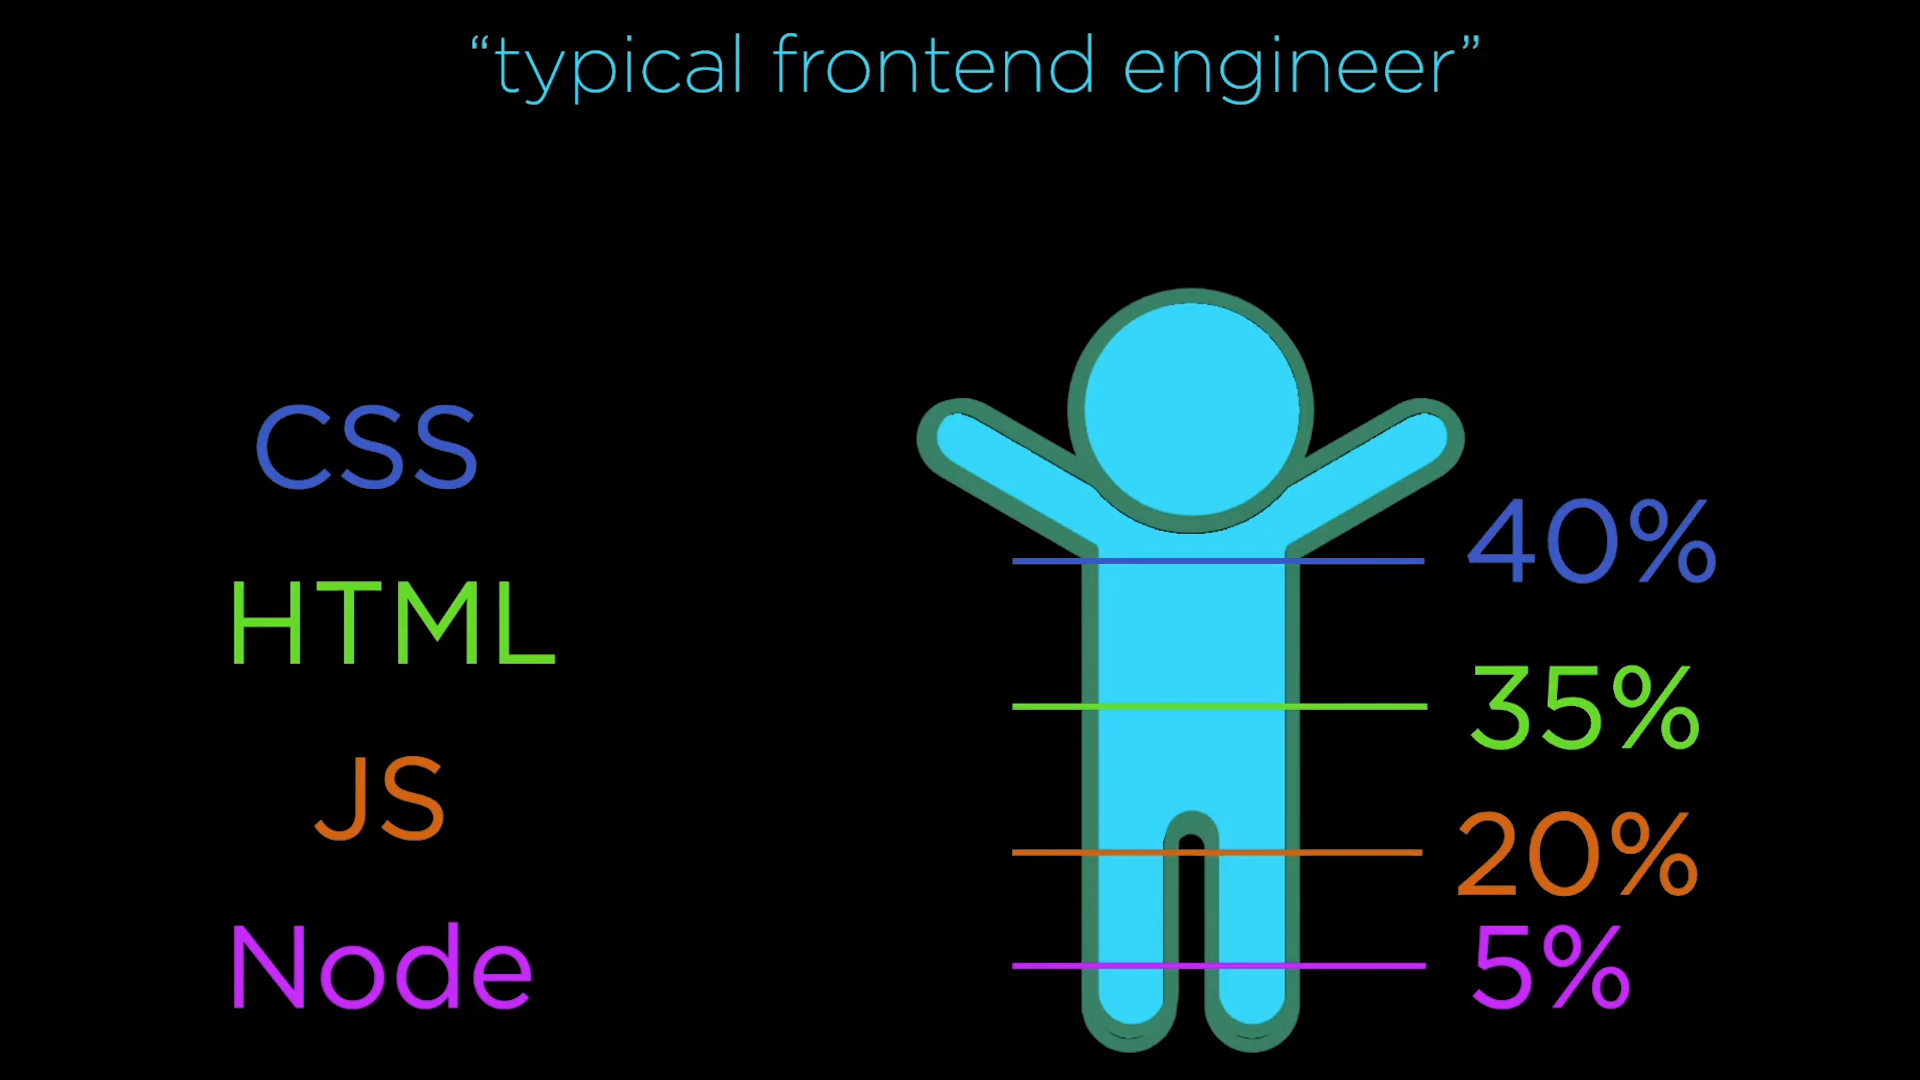 “typical frontend engineer”
CSS
40%
HTML
35%
JS
20%
Node
5%